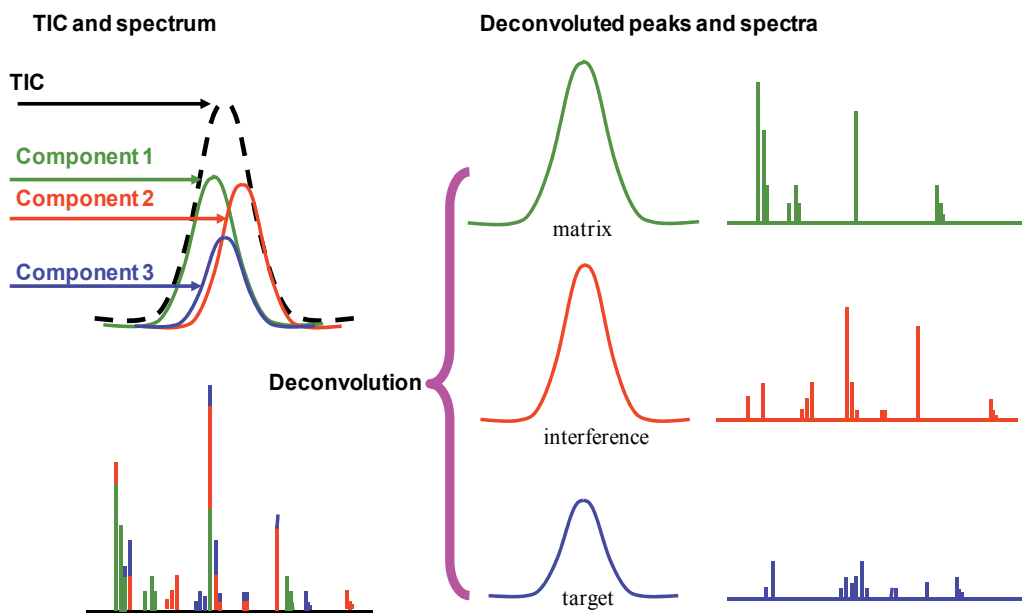 TIC and spectrum
Deconvoluted peaks and spectra
TIC
Component 1
Component 2
Component 3
matrix
interference
Deconvolution
target